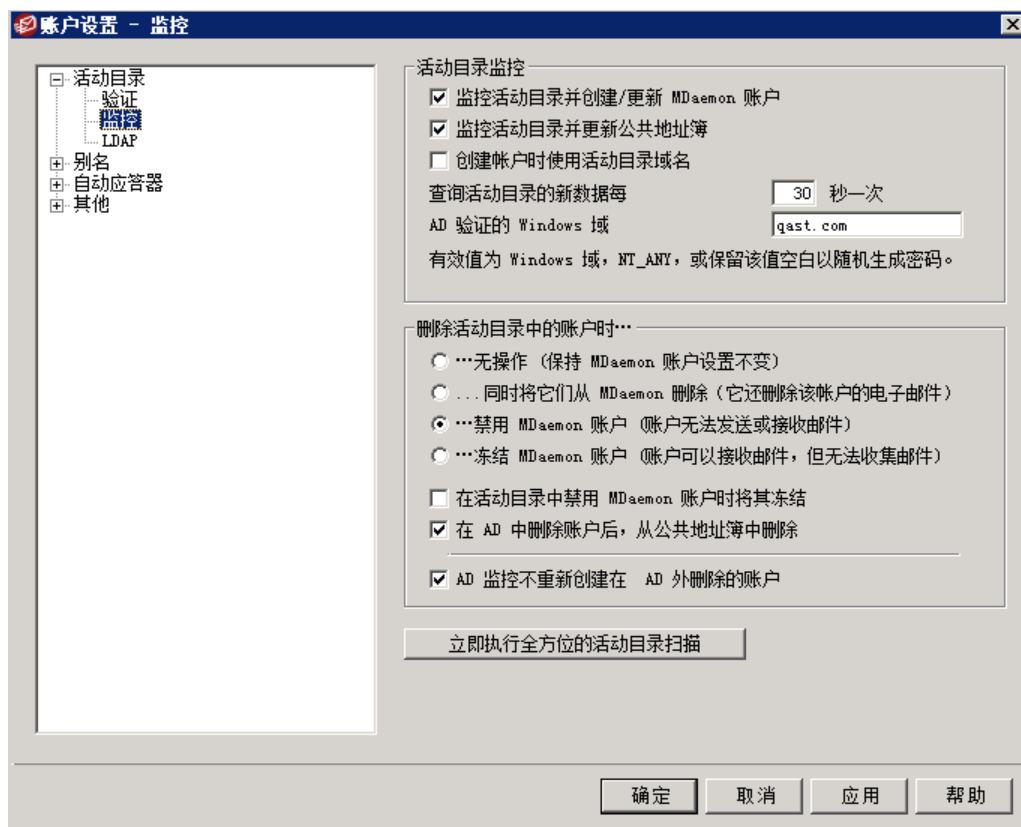 账户设置 - 监控
活动目录
验证
监控
LDAP
别名
自动应答器
其他
活动目录监控
监控活动目录并创建/更新 MDaemon 账户
监控活动目录并更新公共地址簿
创建帐户时使用活动目录域名
查询活动目录的新数据每 30 秒一次
AD 验证的 Windows 域 qast.com
有效值为 Windows 域，NT_ANY，或保留该值空白以随机生成密码。
删除活动目录中的账户时…
…无操作 (保持 MDaemon 账户设置不变)
...同时将它们从 MDaemon 删除 (它还删除该帐户的电子邮件)
…禁用 MDaemon 账户 (账户无法发送或接收邮件)
…冻结 MDaemon 账户 (账户可以接收邮件，但无法收集邮件)
在活动目录中禁用 MDaemon 账户时将其冻结
在 AD 中删除账户后，从公共地址簿中删除
AD 监控不重新创建在 AD 外删除的账户
立即执行全方位的活动目录扫描
确定 取消 应用 帮助